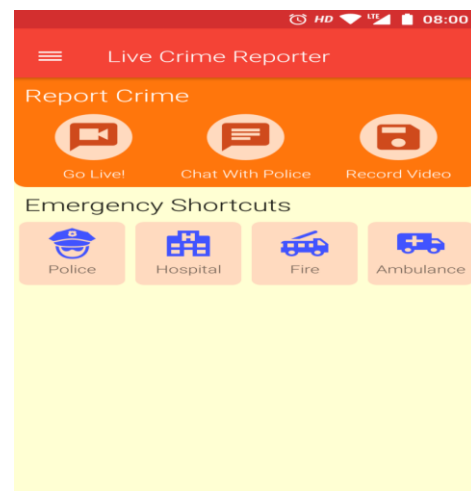 HD LTE 08:00
Live Crime Reporter
Report Crime
Go Live! Chat With Police Record Video
Emergency Shortcuts
H
Police Hospital Fire Ambulance